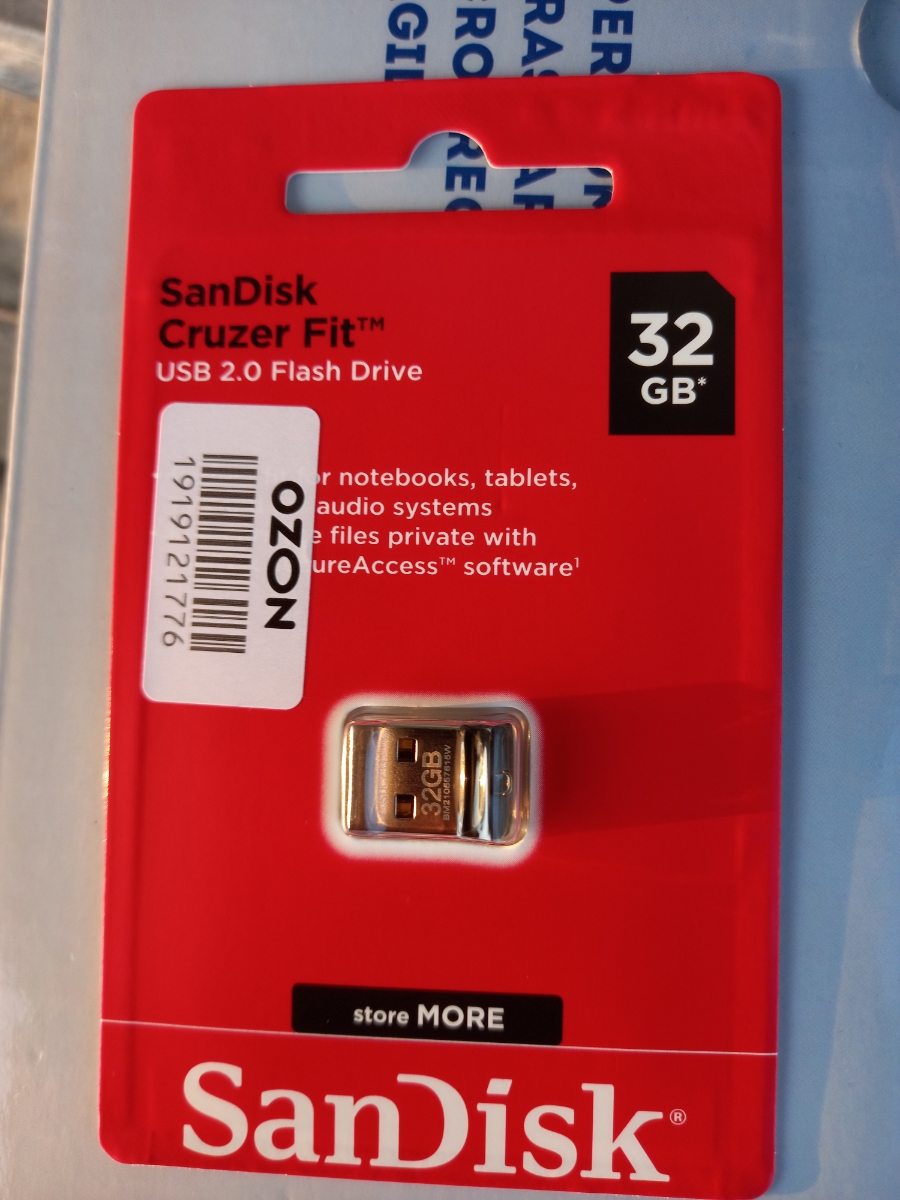 SanDisk
Cruzer Fit™
USB 2.0 Flash Drive
32
GB*
or notebooks, tablets,
audio systems
e files private with
ureAccess™ software¹
OZON
1919121776
32GB
store MORE
SanDisk®